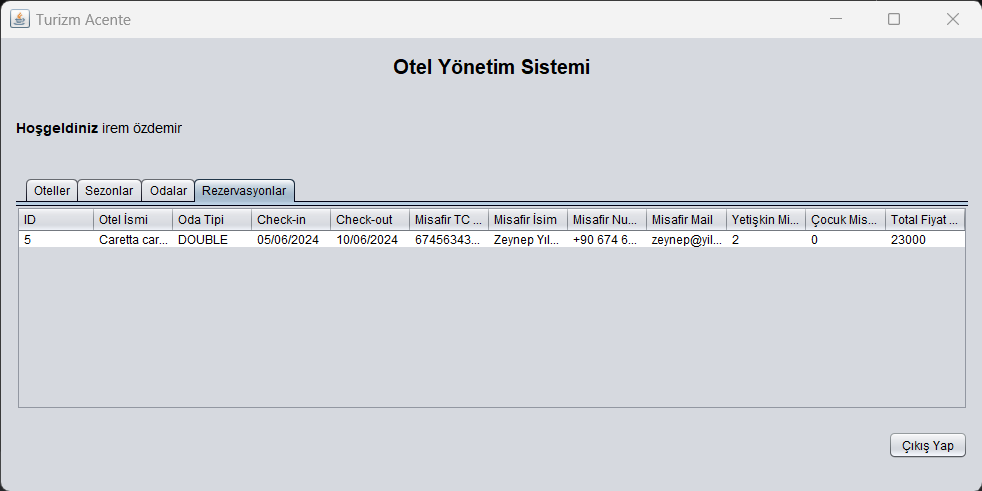 Turizm Acente
Otel Yönetim Sistemi
Hoşgeldiniz irem özdemir
Oteller Sezonlar Odalar Rezervasyonlar
ID Otel İsmi Oda Tipi Check-in Check-out Misafir TC ... Misafir İsim Misafir Nu... Misafir Mail Yetişkin Mi... Çocuk Mis... Total Fiyat ...
5 Caretta car... DOUBLE 05/06/2024 10/06/2024 67456343... Zeynep Yıl... +90 674 6... zeynep@yil... 2 0 23000
Çıkış Yap